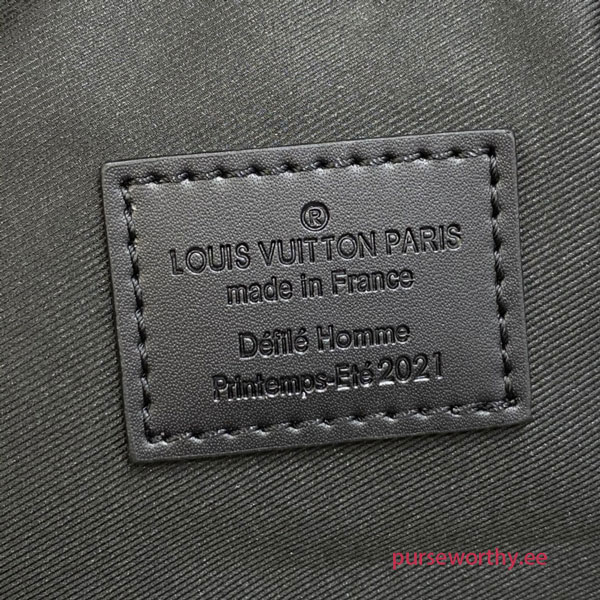 ®
LOUIS VUITTON PARIS
made in France
Défilé Homme
Printemps-Eté 2021
purseworthy.ee